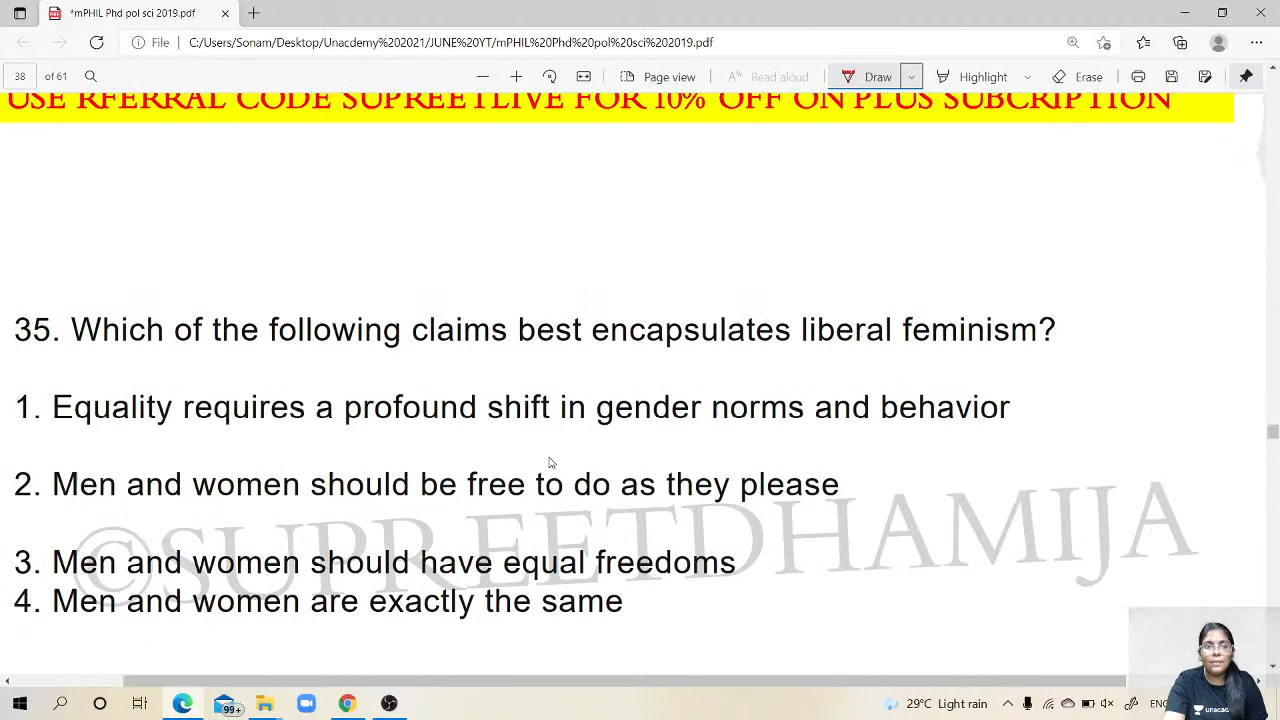 *mPHIL Phd pol sci 2019.pdf
File C:/Users/Sonam/Desktop/Unacdemy%202021/JUNE%20YT/mPHIL%20Phd%20pol%20sci%202019.pdf
38 of 61 Page view Read aloud Draw Highlight Erase
USE RFERRAL CODE SUPREETLIVE FOR 10% OFF ON PLUS SUBCRIPTION
35. Which of the following claims best encapsulates liberal feminism?
1. Equality requires a profound shift in gender norms and behavior
2. Men and women should be free to do as they please
©SUPREETDHAMIJA
3. Men and women should have equal freedoms
4. Men and women are exactly the same
99+ 29°C Light rain